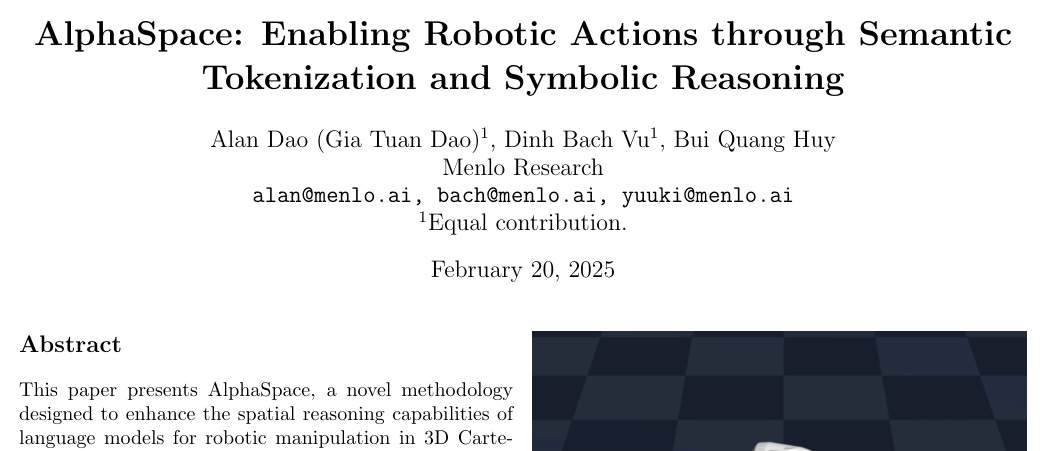 AlphaSpace: Enabling Robotic Actions through Semantic
Tokenization and Symbolic Reasoning
Alan Dao (Gia Tuan Dao)¹, Dinh Bach Vu¹, Bui Quang Huy
Menlo Research
alan@menlo.ai, bach@menlo.ai, yuuki@menlo.ai
¹Equal contribution.
February 20, 2025
Abstract
This paper presents AlphaSpace, a novel methodology
designed to enhance the spatial reasoning capabilities of
language models for robotic manipulation in 3D Carte-